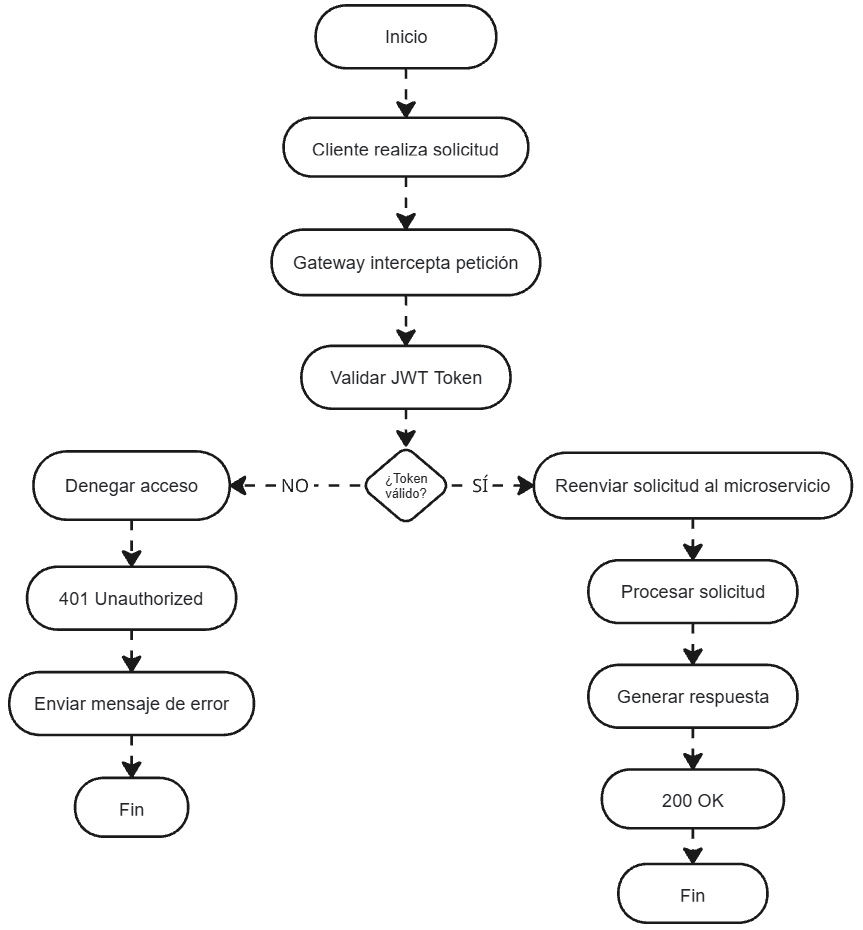 Inicio
Cliente realiza solicitud
Gateway intercepta petición
Validar JWT Token
¿Token
válido?
NO
SÍ
Denegar acceso
401 Unauthorized
Enviar mensaje de error
Fin
Reenviar solicitud al microservicio
Procesar solicitud
Generar respuesta
200 OK
Fin